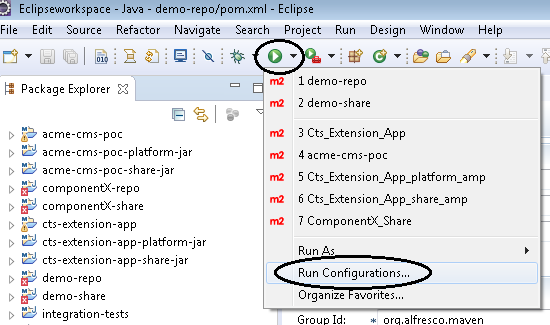 Eclipseworkspace - Java - demo-repo/pom.xml - Eclipse
File Edit Source Refactor Navigate Search Project Run Design Window
010
Package Explorer
m2 1 demo-repo
m2 2 demo-share
m2 3 Cts_Extension_App
m2 4 acme-cms-poc
m2 5 Cts_Extension_App_platform_amp
m2 6 Cts_Extension_App_share_amp
m2 7 ComponentX_Share
Run As
Run Configurations...
Organize Favorites...
acme-cms-poc
acme-cms-poc-platform-jar
acme-cms-poc-share-jar
componentX-repo
componentX-share
cts-extension-app
cts-extension-app-platform-jar
cts-extension-app-share-jar
demo-repo
demo-share
integration-tests
Group Id: * org.alfresco.maven